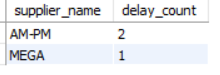 supplier_name delay_count
AM-PM 2
MEGA 1